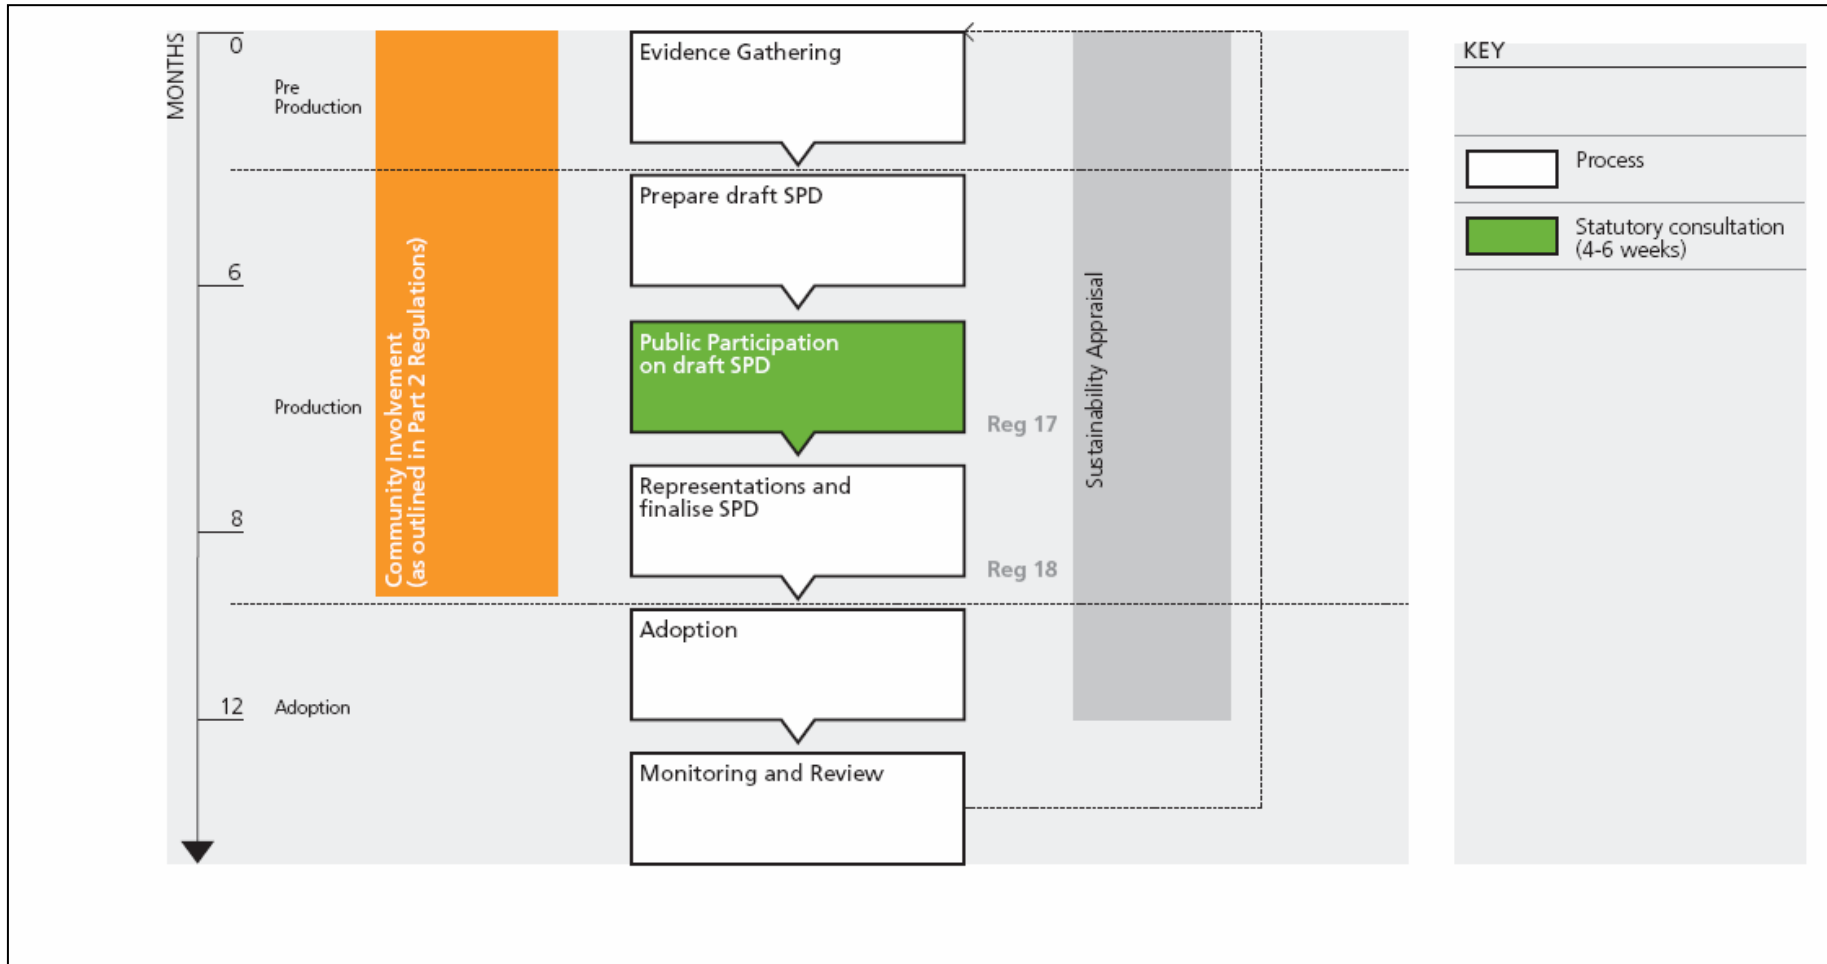 MONTHS
0
Pre
Production
Evidence Gathering
Prepare draft SPD
6
Community Involvement
(as outlined in Part 2 Regulations)
Public Participation
on draft SPD
Production
Reg 17
Sustainability Appraisal
Representations and
finalise SPD
8
Reg 18
Adoption
12
Adoption
Monitoring and Review
KEY
Process
Statutory consultation
(4-6 weeks)